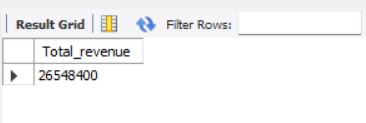 Result Grid Filter Rows:
Total_revenue
26548400